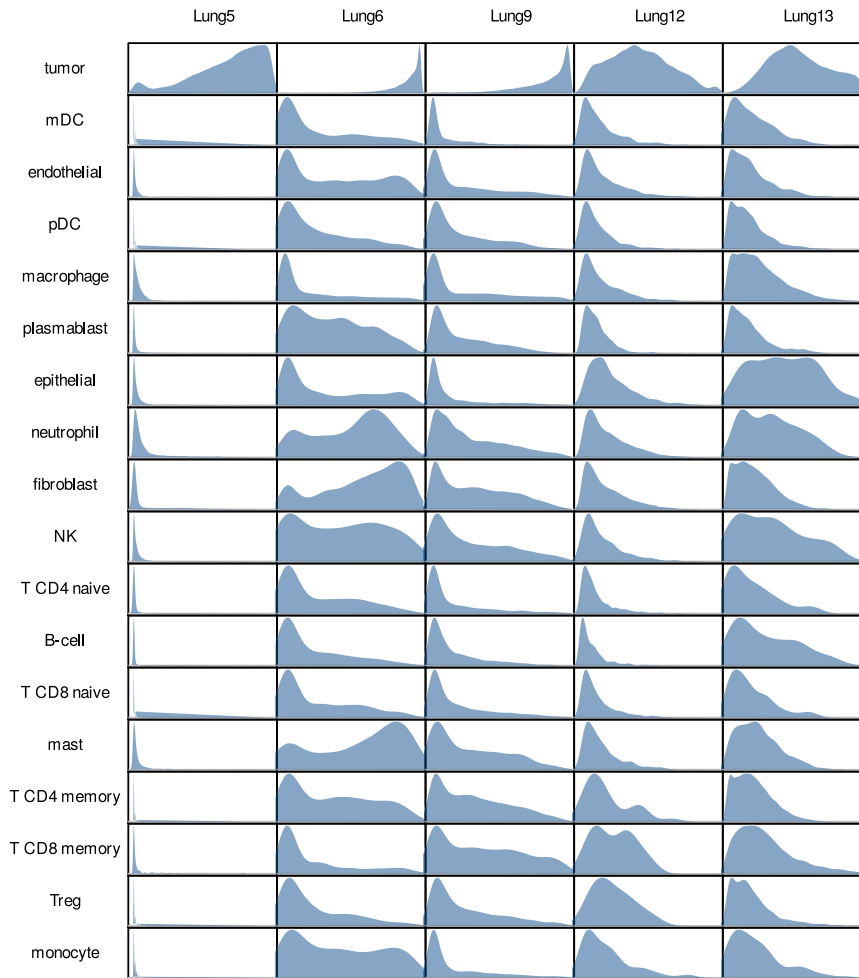 Lung5 Lung6 Lung9 Lung12 Lung13
tumor
mDC
endothelial
pDC
macrophage
plasmablast
epithelial
neutrophil
fibroblast
NK
T CD4 naive
B-cell
T CD8 naive
mast
T CD4 memory
T CD8 memory
Treg
monocyte